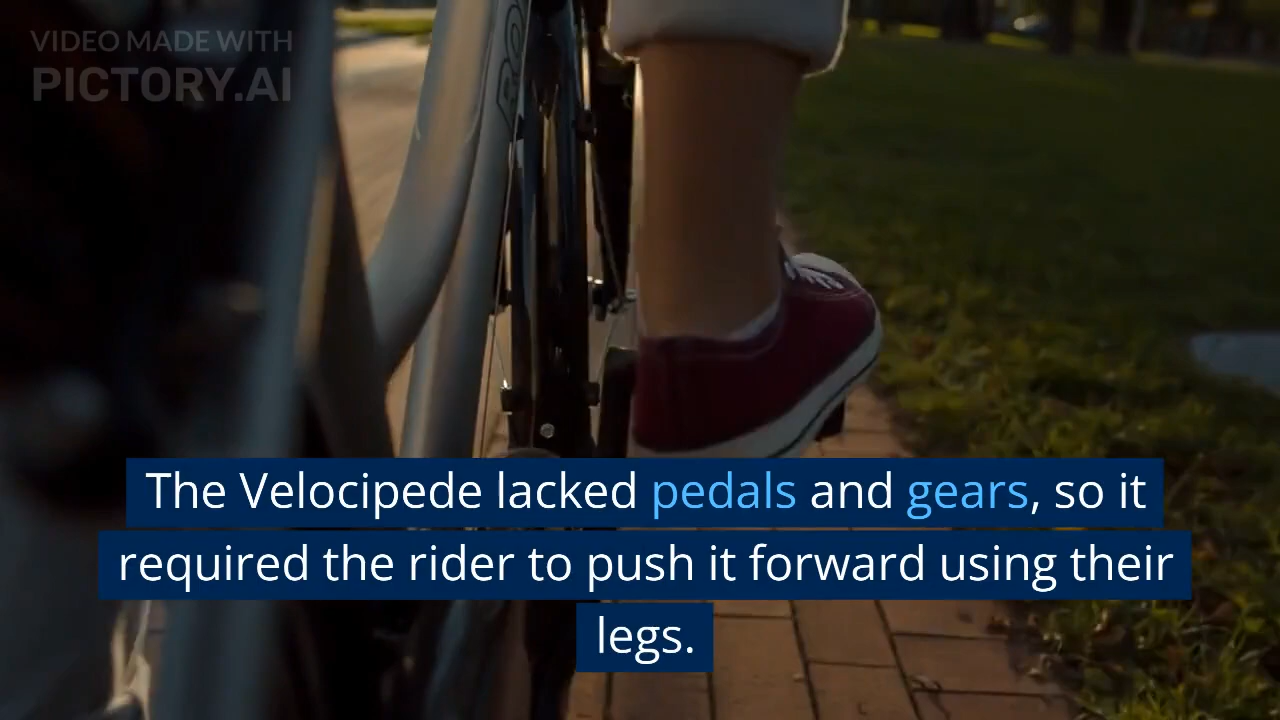 VIDEO MADE WITH
PICTORY.AI
The Velocipede lacked pedals and gears, so it
required the rider to push it forward using their
legs.